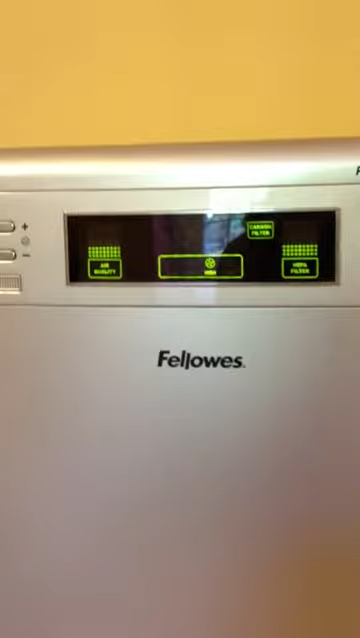 +
CARBON
FILTER
−
AIR
QUALITY
HIGH
HEPA
FILTER
Fellowes.